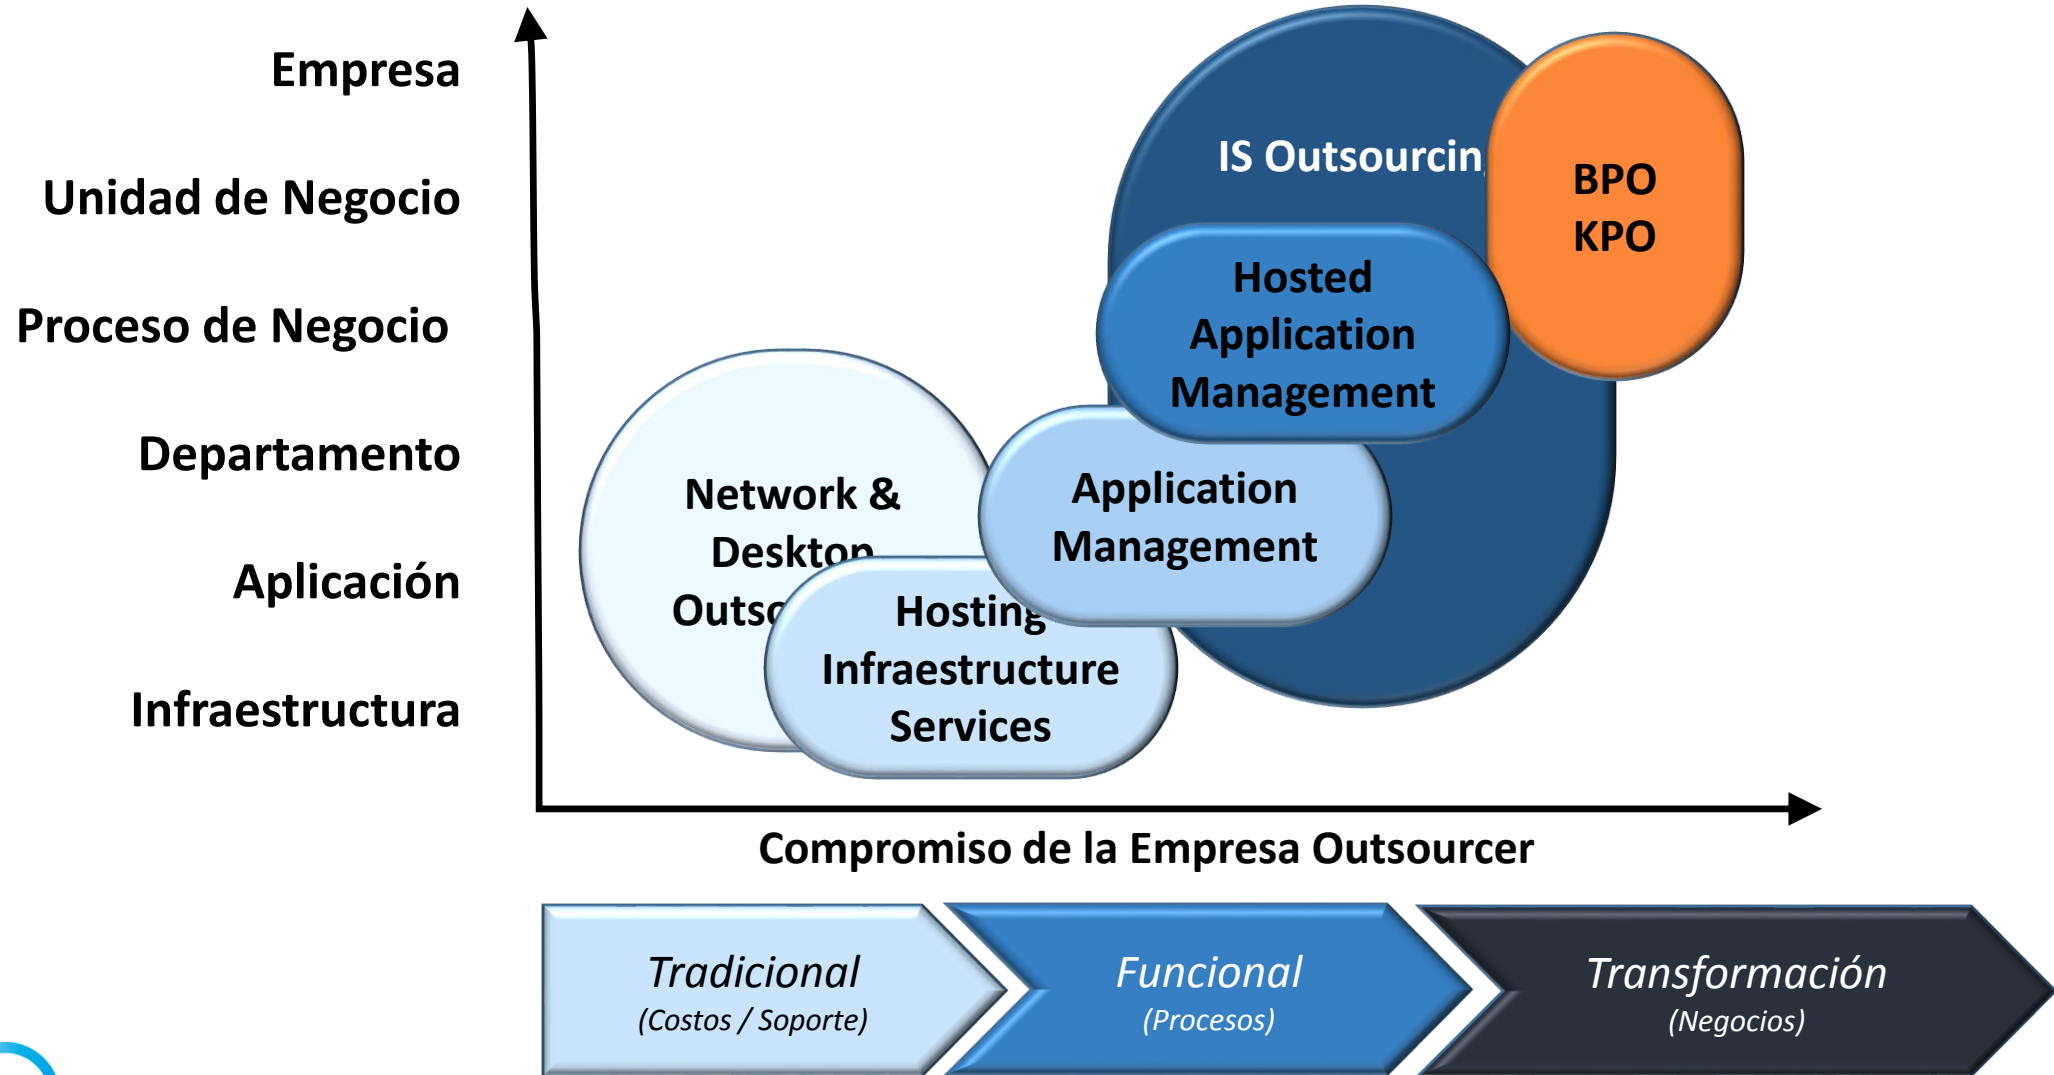 Empresa
Unidad de Negocio
Proceso de Negocio
Departamento
Aplicación
Infraestructura
IS Outsourcin
BPO
KPO
Hosted
Application
Management
Application
Management
Network &
Desktop
Hosting
Infraestructure
Services
Compromiso de la Empresa Outsourcer
Tradicional
(Costos / Soporte)
Funcional
(Procesos)
Transformación
(Negocios)